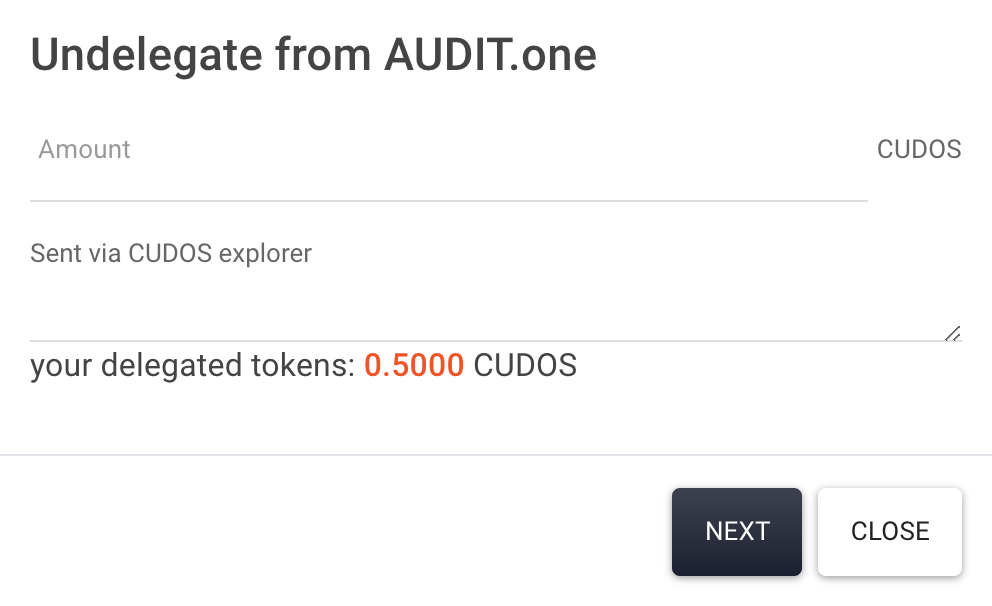 Undelegate from AUDIT.one
Amount CUDOS
Sent via CUDOS explorer
your delegated tokens: 0.5000 CUDOS
NEXT CLOSE